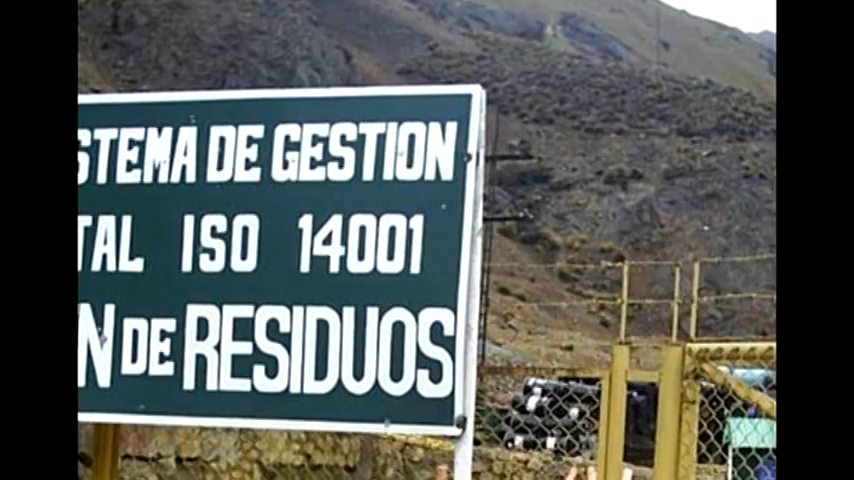 STEMA DE GESTION
TAL ISO 14001
N DE RESIDUOS